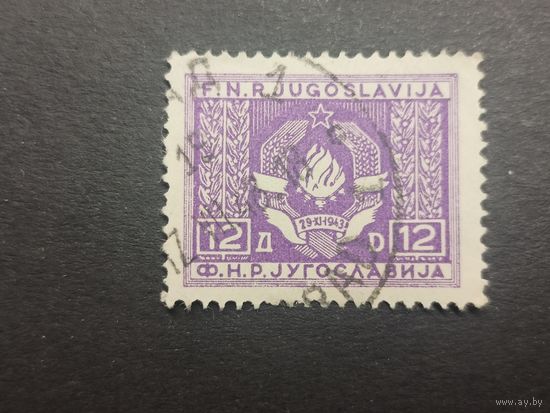 F.N.R. JUGOSLAVIJA
29·XI·1943
12 Д D 12
Ф.Н.Р. ЈУГОСЛАВИЈА
www.ay.by